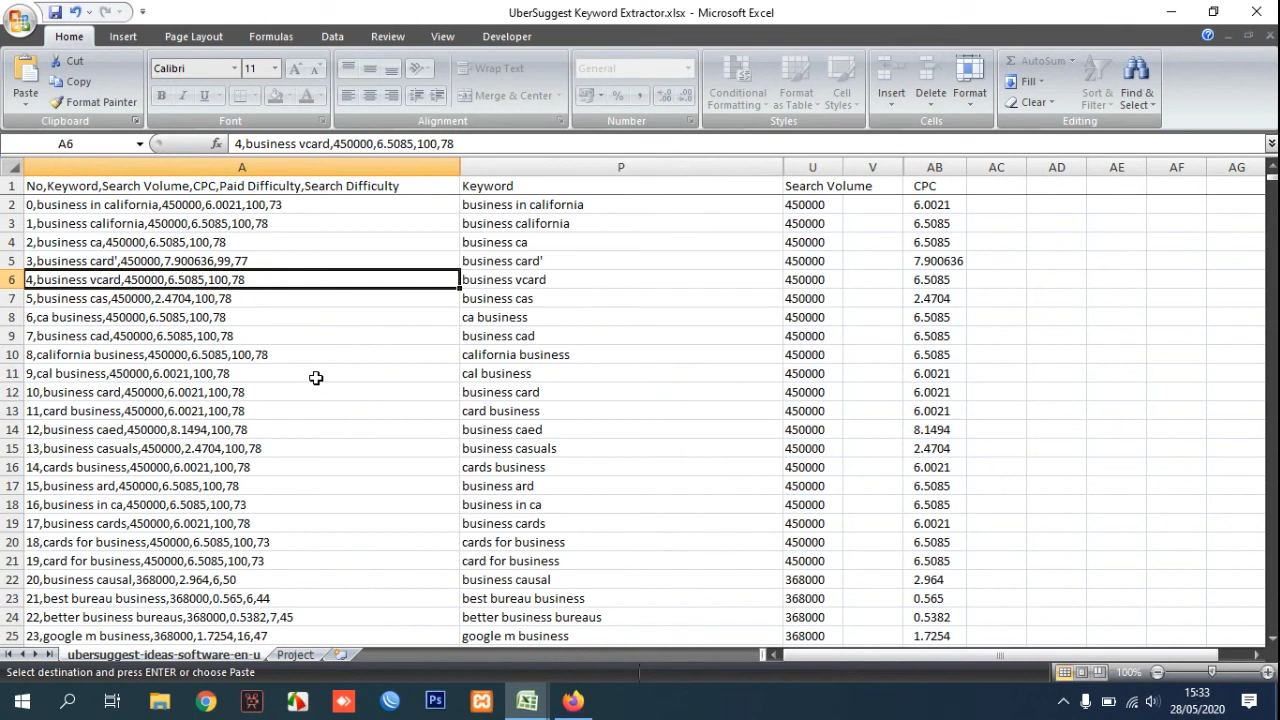 UberSuggest Keyword Extractor.xlsx - Microsoft Excel
Home Insert Page Layout Formulas Data Review View Developer
Paste
Cut
Copy
Format Painter
Clipboard
Calibri 11
B I U
Font
Wrap Text
Merge & Center
Alignment
General
Number
Conditional Formatting
Format as Table
Cell Styles
Styles
Insert Delete Format
Cells
AutoSum
Fill
Clear
Sort & Filter
Find & Select
Editing
A6 fx 4,business vcard,450000,6.5085,100,78
A P U V AB AC AD AE AF AG
1 No,Keyword,Search Volume,CPC,Paid Difficulty,Search Difficulty Keyword Search Volume CPC
2 0,business in california,450000,6.0021,100,73 business in california 450000 6.0021
3 1,business california,450000,6.5085,100,78 business california 450000 6.5085
4 2,business ca,450000,6.5085,100,78 business ca 450000 6.5085
5 3,business card',450000,7.900636,99,77 business card' 450000 7.900636
6 4,business vcard,450000,6.5085,100,78 business vcard 450000 6.5085
7 5,business cas,450000,2.4704,100,78 business cas 450000 2.4704
8 6,ca business,450000,6.5085,100,78 ca business 450000 6.5085
9 7,business cad,450000,6.5085,100,78 business cad 450000 6.5085
10 8,california business,450000,6.5085,100,78 california business 450000 6.5085
11 9,cal business,450000,6.0021,100,78 cal business 450000 6.0021
12 10,business card,450000,6.0021,100,78 business card 450000 6.0021
13 11,card business,450000,6.0021,100,78 card business 450000 6.0021
14 12,business caed,450000,8.1494,100,78 business caed 450000 8.1494
15 13,business casuals,450000,2.4704,100,78 business casuals 450000 2.4704
16 14,cards business,450000,6.0021,100,78 cards business 450000 6.0021
17 15,business ard,450000,6.5085,100,78 business ard 450000 6.5085
18 16,business in ca,450000,6.5085,100,73 business in ca 450000 6.5085
19 17,business cards,450000,6.0021,100,78 business cards 450000 6.0021
20 18,cards for business,450000,6.5085,100,73 cards for business 450000 6.5085
21 19,card for business,450000,6.5085,100,73 card for business 450000 6.5085
22 20,business causal,368000,2.964,6,50 business causal 368000 2.964
23 21,best bureau business,368000,0.565,6,44 best bureau business 368000 0.565
24 22,better business bureaus,368000,0.5382,7,45 better business bureaus 368000 0.5382
25 23,google m business,368000,1.7254,16,47 google m business 368000 1.7254
ubersuggest-ideas-software-en-u Project
Select destination and press ENTER or choose Paste 100%
Ps
15:33
28/05/2020